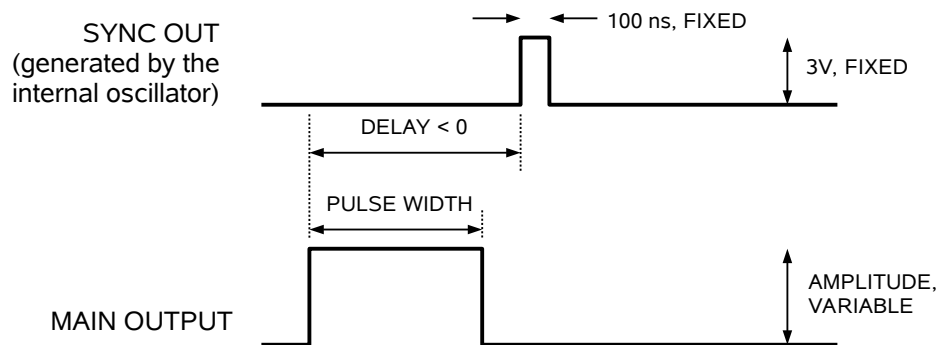 100 ns, FIXED
SYNC OUT
(generated by the
internal oscillator)
3V, FIXED
DELAY < 0
PULSE WIDTH
AMPLITUDE,
VARIABLE
MAIN OUTPUT